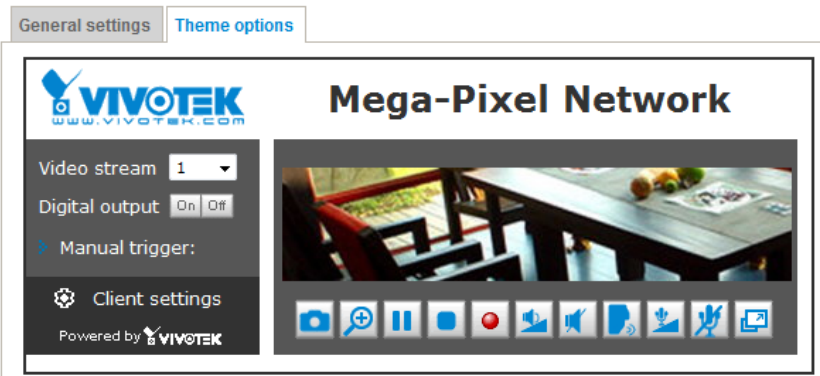 General settings
Theme options
VIVOTEK
www.vivotek.com
Mega-Pixel Network
Video stream 1
Digital output On Off
Manual trigger:
Client settings
Powered by VIVOTEK